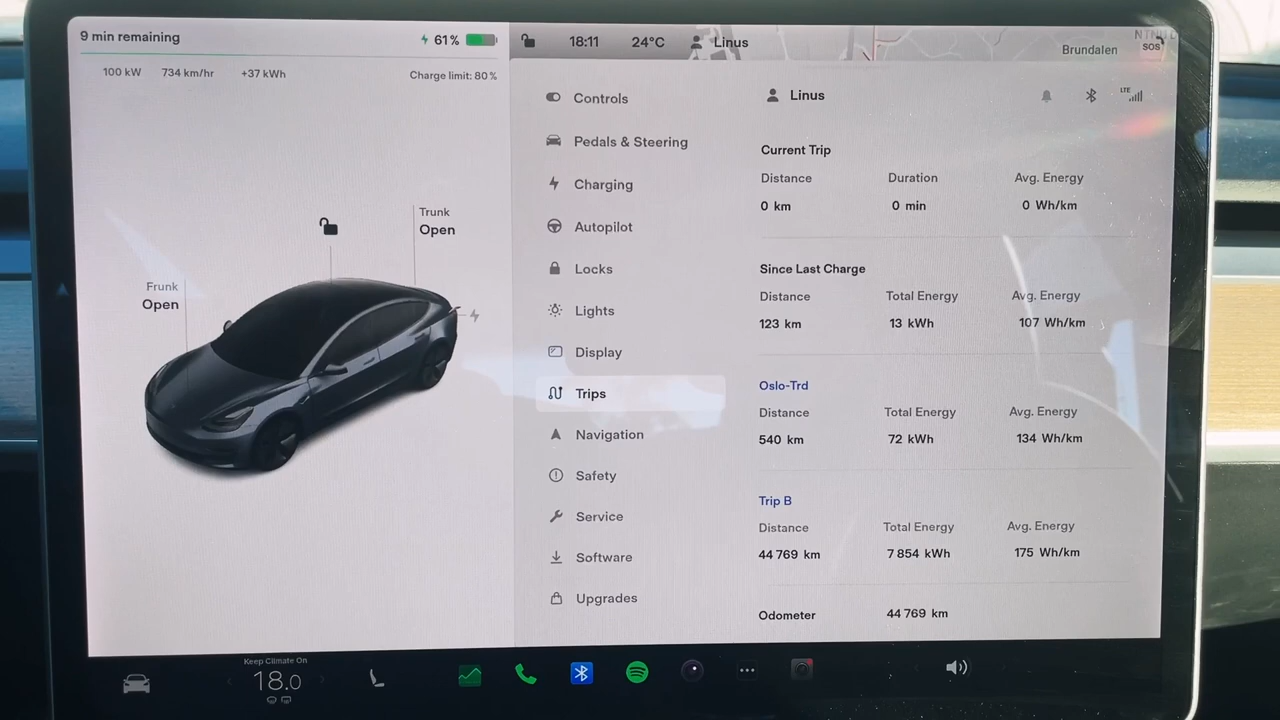 9 min remaining
61%
100 kW 734 km/hr +37 kWh
Charge limit: 80%
Trunk
Open
Frunk
Open
18:11 24°C Linus
Brundalen
SOS
Controls
Pedals & Steering
Charging
Autopilot
Locks
Lights
Display
Trips
Navigation
Safety
Service
Software
Upgrades
Linus
LTE
Current Trip
Distance Duration Avg. Energy
0 km 0 min 0 Wh/km
Since Last Charge
Distance Total Energy Avg. Energy
123 km 13 kWh 107 Wh/km
Oslo-Trd
Distance Total Energy Avg. Energy
540 km 72 kWh 134 Wh/km
Trip B
Distance Total Energy Avg. Energy
44 769 km 7 854 kWh 175 Wh/km
Odometer 44 769 km
Keep Climate On
18.0